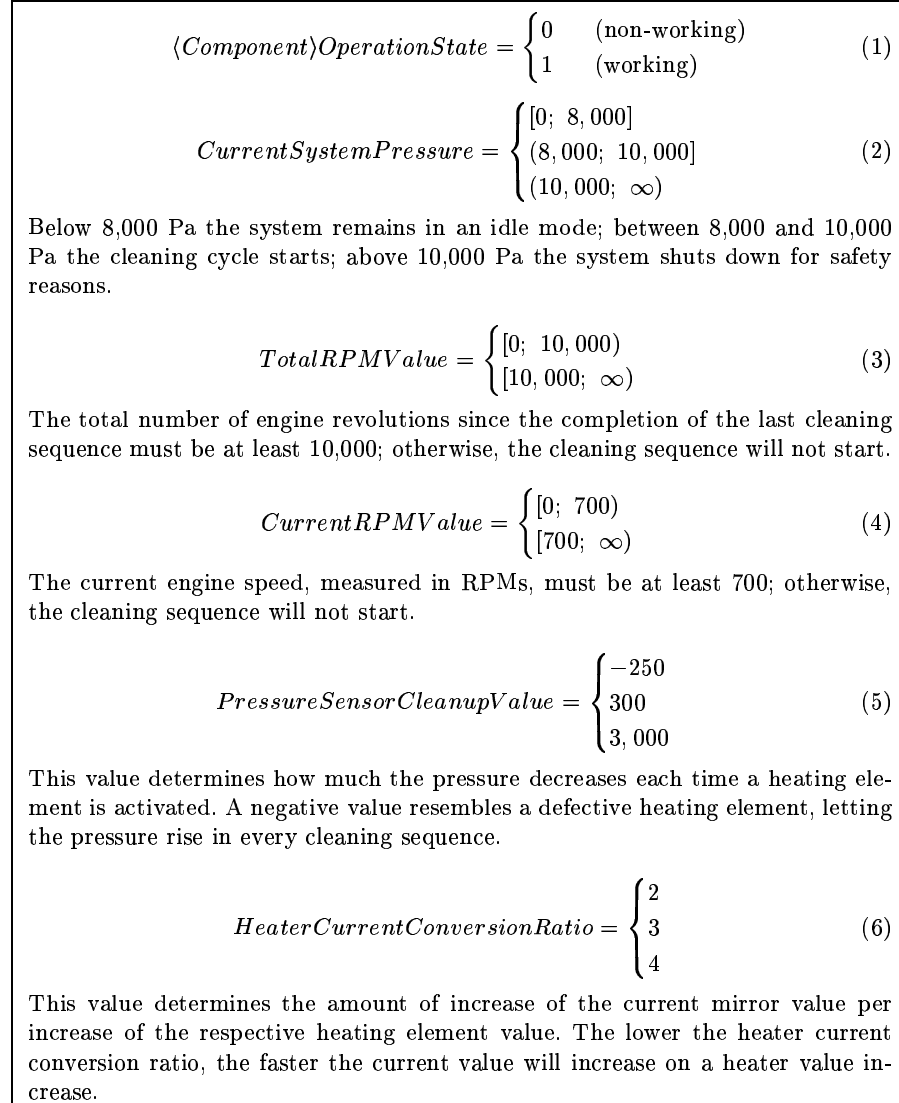 ⟨Component⟩OperationState = { 0 (non-working) (1)
1 (working)
CurrentSystemPressure = { [0; 8,000] (2)
(8,000; 10,000]
(10,000; ∞)
Below 8,000 Pa the system remains in an idle mode; between 8,000 and 10,000
Pa the cleaning cycle starts; above 10,000 Pa the system shuts down for safety
reasons.
TotalRPMValue = { [0; 10,000) (3)
[10,000; ∞)
The total number of engine revolutions since the completion of the last cleaning
sequence must be at least 10,000; otherwise, the cleaning sequence will not start.
CurrentRPMValue = { [0; 700) (4)
[700; ∞)
The current engine speed, measured in RPMs, must be at least 700; otherwise,
the cleaning sequence will not start.
PressureSensorCleanupValue = { −250 (5)
300
3,000
This value determines how much the pressure decreases each time a heating ele-
ment is activated. A negative value resembles a defective heating element, letting
the pressure rise in every cleaning sequence.
HeaterCurrentConversionRatio = { 2 (6)
3
4
This value determines the amount of increase of the current mirror value per
increase of the respective heating element value. The lower the heater current
conversion ratio, the faster the current value will increase on a heater value in-
crease.